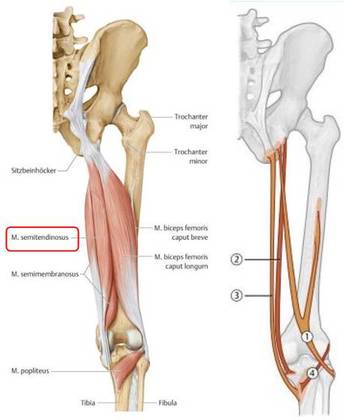 Trochanter
major
Trochanter
minor
Sitzbeinhöcker
M. semitendinosus
M. biceps femoris
caput breve
M. biceps femoris
caput longum
M. semimembranosus
M. popliteus
Tibia
Fibula
2
3
1
4